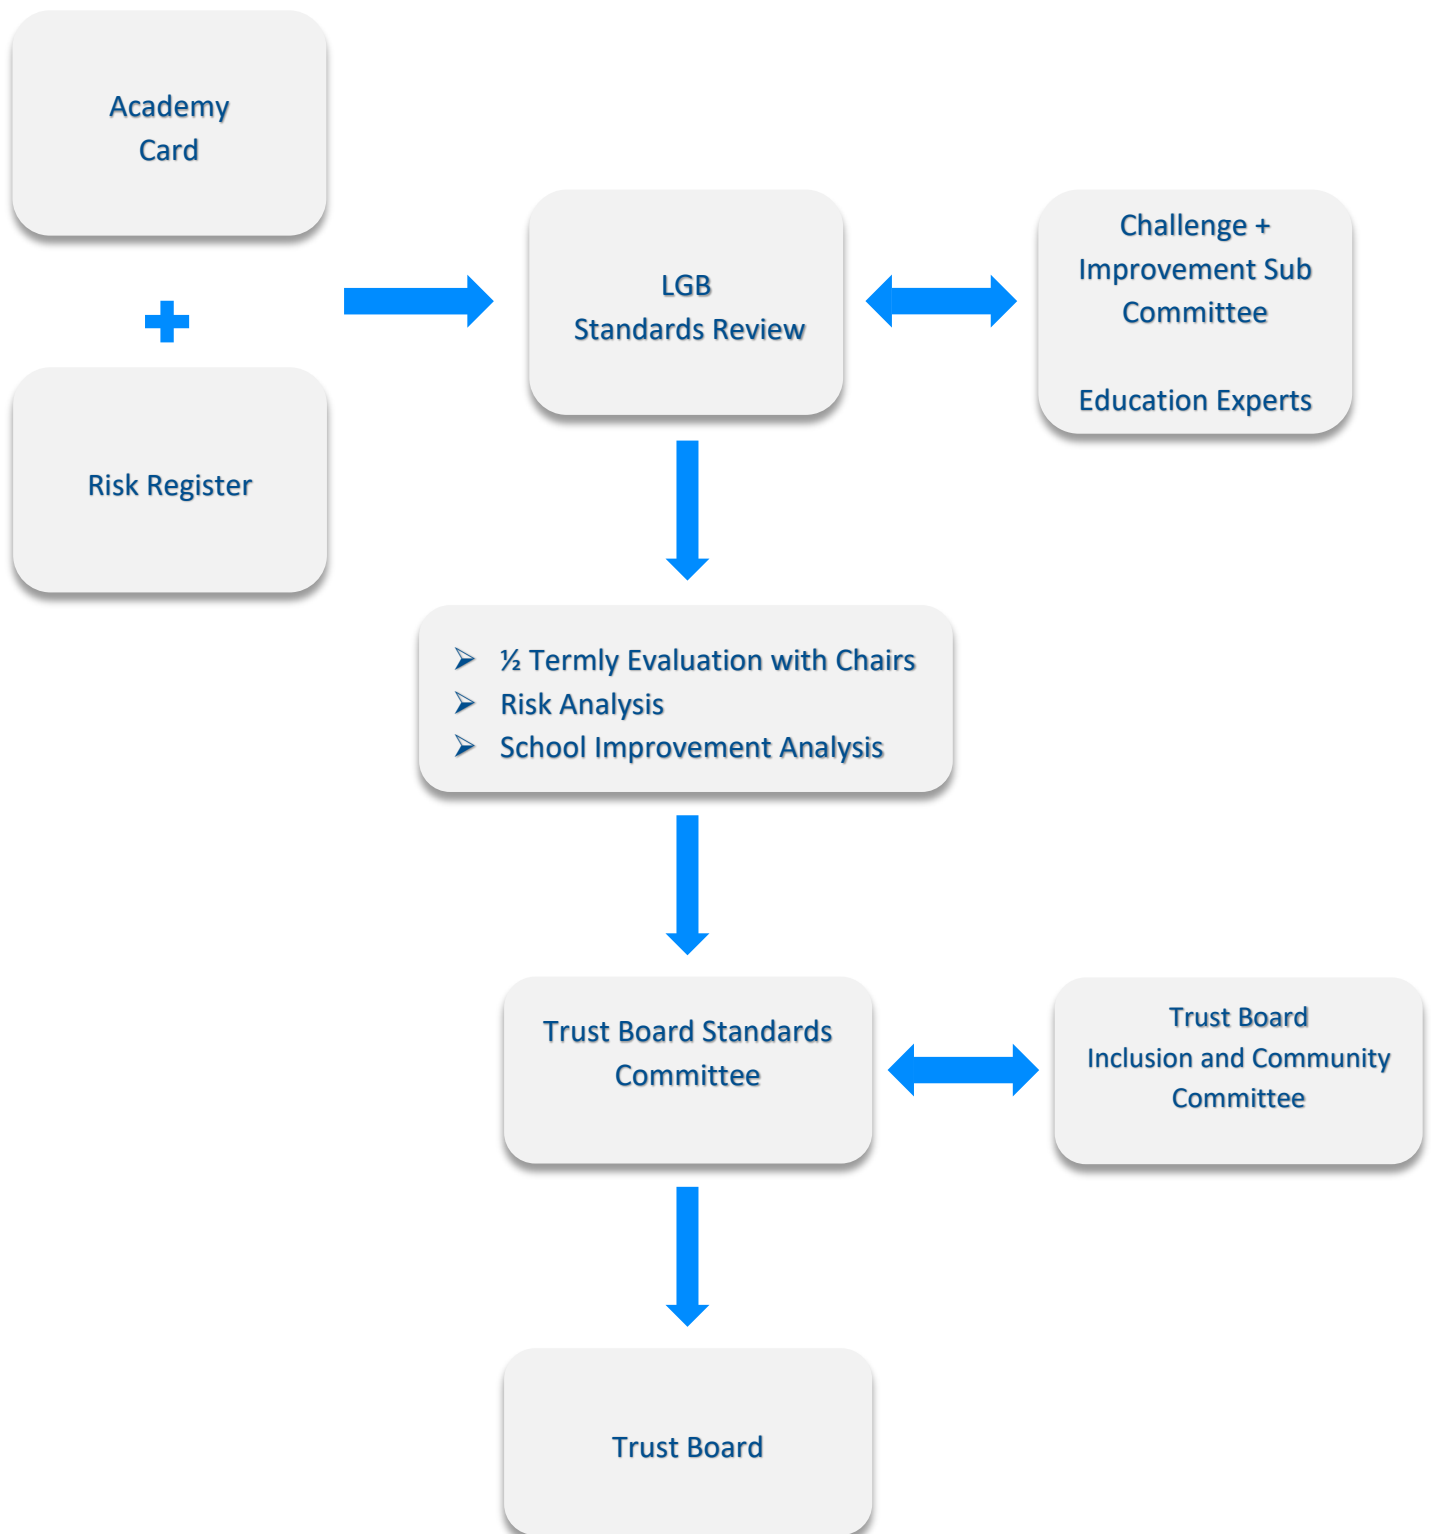 Academy
Card
Risk Register
LGB
Standards Review
Challenge +
Improvement Sub
Committee
Education Experts
➢ ½ Termly Evaluation with Chairs
➢ Risk Analysis
➢ School Improvement Analysis
Trust Board Standards
Committee
Trust Board
Inclusion and Community
Committee
Trust Board